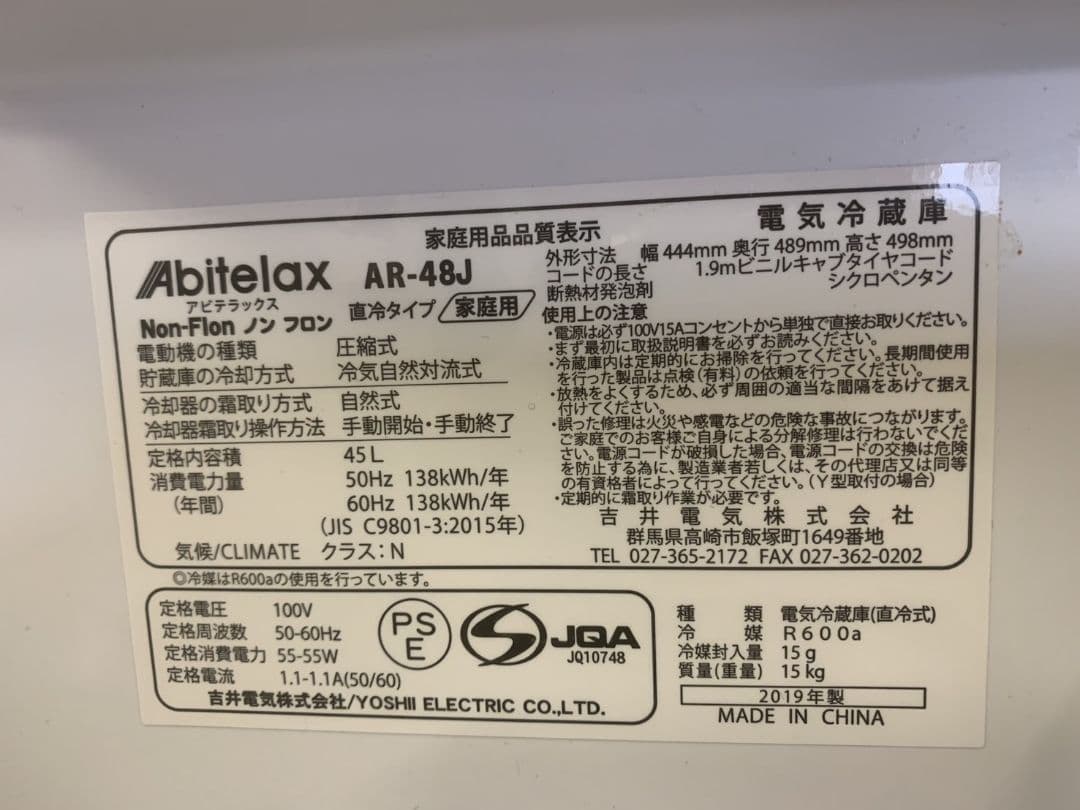 電気冷蔵庫
家庭用品品質表示
Abitelax AR-48J
アビテラックス
直冷タイプ/家庭用
Non-Flon ノン フロン
電動機の種類 圧縮式
貯蔵庫の冷却方式 冷気自然対流式
冷却器の霜取り方式 自然式
冷却器霜取り操作方法 手動開始・手動終了
定格内容積 45L
消費電力量 50Hz 138kWh/年
(年間) 60Hz 138kWh/年
(JIS C9801-3:2015年)
気候/CLIMATE クラス:N
外形寸法 幅 444mm 奥行 489mm 高さ 498mm
コードの長さ 1.9mビニルキャブタイヤコード
断熱材発泡剤 シクロペンタン
使用上の注意
・電源は必ず100V15Aコンセントから単独で直接お取りください。
・まず最初に取扱説明書を必ずお読みください。
・冷蔵庫内は定期的にお掃除を行ってください。長期間使用
を行った製品は点検(有料)の依頼を行ってください。
・放熱をよくするため、必ず周囲の適当な間隔をあけて据え
付けてください。
・誤った修理は火災や感電などの危険な事故につながります。
ご家庭でのお客様ご自身による分解修理は行わないでくだ
さい。電源コードが破損した場合、電源コードの交換は危険
を防止する為に、製造業者若しくは、その代理店又は同等
の有資格者によって行ってください。(Y型取付の場合)
・定期的に霜取り作業が必要です。
吉井電気株式会社
群馬県高崎市飯塚町1649番地
TEL 027-365-2172 FAX 027-362-0202
◎冷媒はR600aの使用を行っています。
定格電圧 100V
定格周波数 50-60Hz
定格消費電力 55-55W
定格電流 1.1-1.1A(50/60)
PS
E
JQA
JQ10748
吉井電気株式会社/YOSHII ELECTRIC CO.,LTD.
種類 電気冷蔵庫(直冷式)
冷媒 R600a
冷媒封入量 15g
質量(重量) 15kg
2019年製
MADE IN CHINA